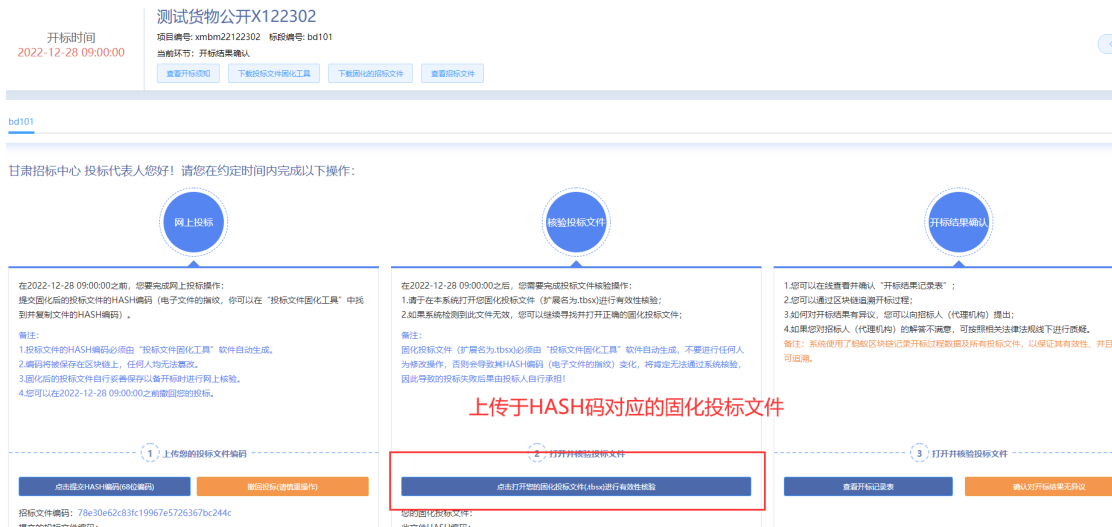 测试货物公开X122302
开标时间
2022-12-28 09:00:00
项目编号: xmbm22122302 标段编号: bd101
当前环节：开标结果确认
查看开标须知
下载投标文件固化工具
下载固化的招标文件
查看招标文件
bd101
甘肃招标中心 投标代表人您好！请您在约定时间内完成以下操作：
网上投标
在2022-12-28 09:00:00之前，您要完成网上投标操作：
提交固化后的投标文件的HASH编码（电子文件的指纹，你可以在“投标文件固化工具”中找
到并复制文件的HASH编码）。
备注：
1.投标文件的HASH编码必须由“投标文件固化工具”软件自动生成。
2.编码将被保存在区块链上，任何人均无法篡改。
3.固化后的投标文件自行妥善保存以备开标时进行网上核验。
4.您可以在2022-12-28 09:00:00之前撤回您的投标。
1 上传您的投标文件编码
点击提交HASH编码(68位编码)
撤回投标(请慎重操作)
招标文件编码：78e30e62c83fc19967e5726367bc244c
提交的投标文件编码：
核验投标文件
在2022-12-28 09:00:00之后，您需要完成投标文件核验操作：
1.请于在本系统打开您固化投标文件（扩展名为.tbsx)进行有效性核验；
2.如果系统检测到此文件无效，您可以继续寻找并打开正确的固化投标文件；
备注：
固化投标文件（扩展名为.tbsx)必须由“投标文件固化工具”软件自动生成，不要进行任何人
为修改操作，否则会导致其HASH编码（电子文件的指纹）变化，将肯定无法通过系统核验，
因此导致的投标失败后果由投标人自行承担！
上传于HASH码对应的固化投标文件
2 打开并核验投标文件
点击打开您的固化投标文件(.tbsx)进行有效性核验
您的固化投标文件：
此文件HASH编码：
开标结果确认
1.您可以在线查看并确认“开标结果记录表”；
2.您可以通过区块链追溯开标过程；
3.如何对开标结果有异议，您可以向招标人（代理机构）提出；
4.如果您对招标人（代理机构）的解答不满意，可按照相关法律法规线下进行质疑。
备注：系统使用了蚂蚁区块链记录开标过程数据及所有投标文件，以保证其有效性、并且
可追溯。
3 打开并核验投标文件
查看开标记录表
确认对开标结果无异议